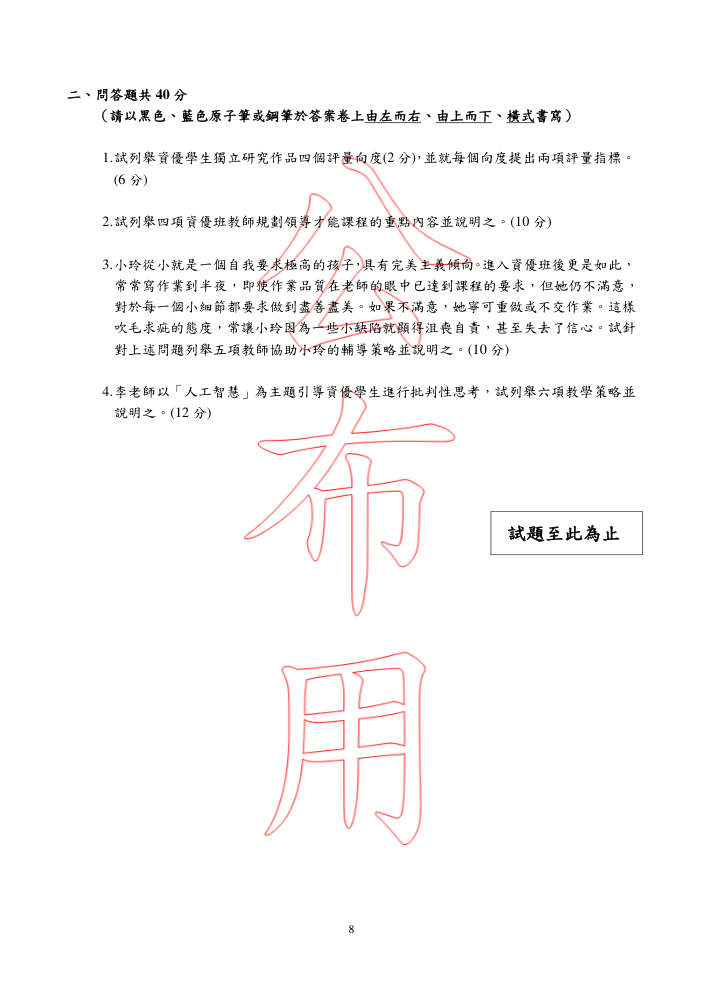 二、問答題共 40 分
（請以黑色、藍色原子筆或鋼筆於答案卷上由左而右、由上而下、橫式書寫）
1.試列舉資優學生獨立研究作品四個評量向度(2 分)，並就每個向度提出兩項評量指標。
(6 分)
2.試列舉四項資優班教師規劃領導才能課程的重點內容並說明之。(10 分)
3.小玲從小就是一個自我要求極高的孩子，具有完美主義傾向。進入資優班後更是如此，
常常寫作業到半夜，即使作業品質在老師的眼中已達到課程的要求，但她仍不滿意，
對於每一個小細節都要求做到盡善盡美。如果不滿意，她寧可重做或不交作業。這樣
吹毛求疵的態度，常讓小玲因為一些小缺陷就顯得沮喪自責，甚至失去了信心。試針
對上述問題列舉五項教師協助小玲的輔導策略並說明之。(10 分)
4.李老師以「人工智慧」為主題引導資優學生進行批判性思考，試列舉六項教學策略並
說明之。(12 分)
試題至此為止
公
布
用
8